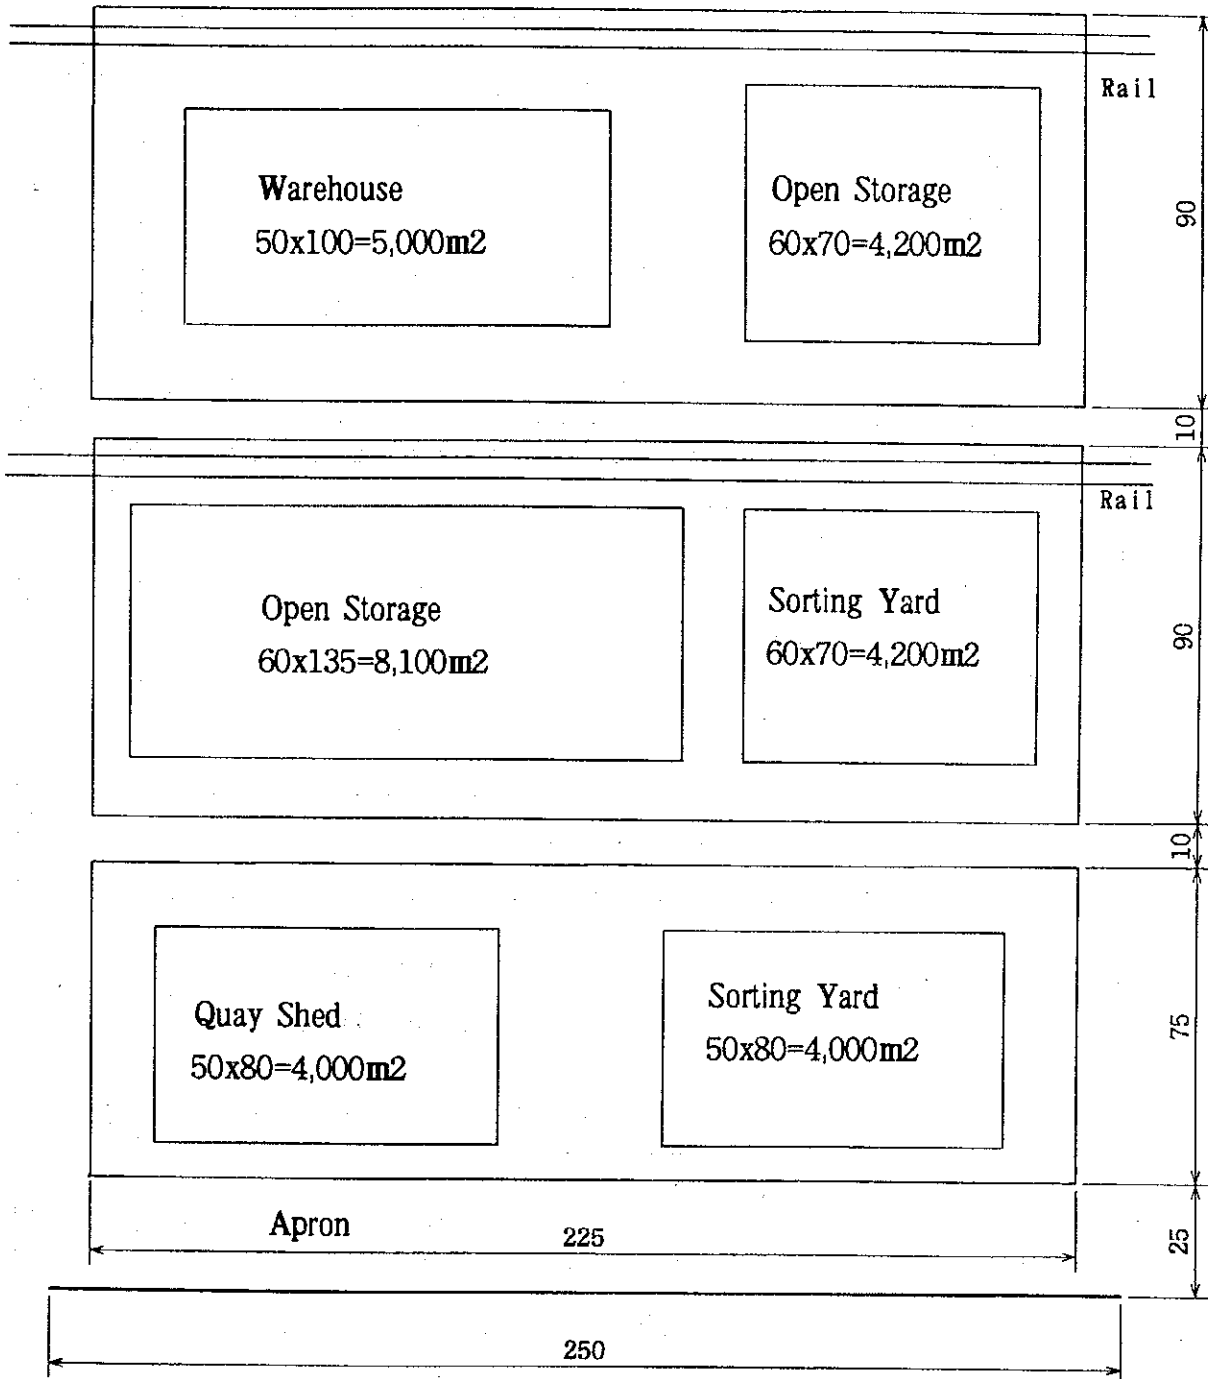 Rail
Warehouse
50x100=5,000m2
Open Storage
60x70=4,200m2
90
10
Rail
Open Storage
60x135=8,100m2
Sorting Yard
60x70=4,200m2
90
10
Quay Shed
50x80=4,000m2
Sorting Yard
50x80=4,000m2
75
Apron
225
25
250